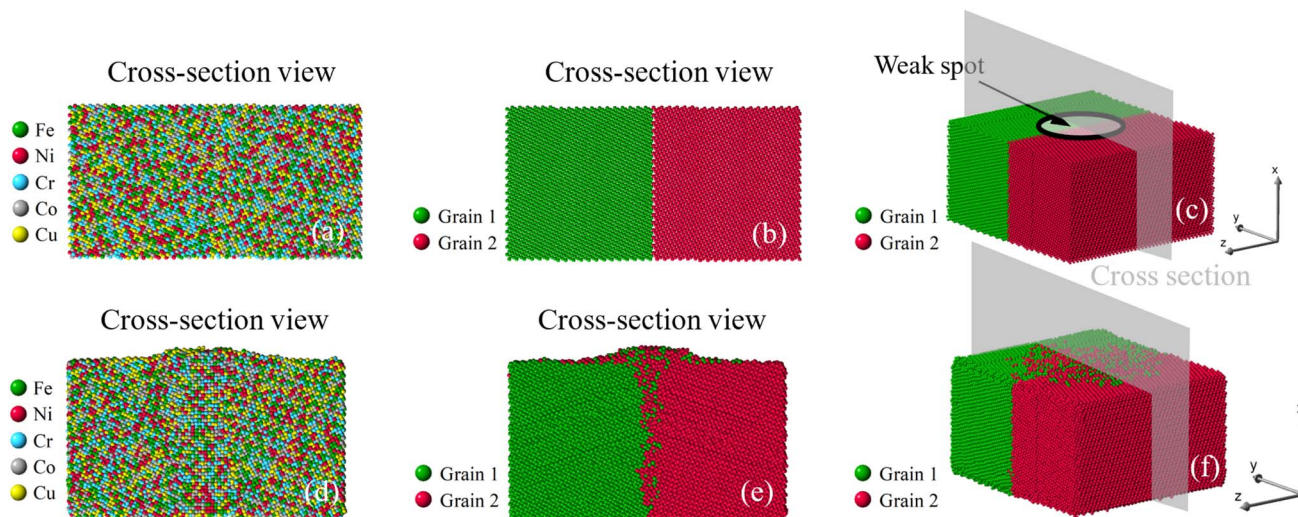 Cross-section view
Fe
Ni
Cr
Co
Cu
(a)
Cross-section view
Grain 1
Grain 2
(b)
Weak spot
Grain 1
Grain 2
(c)
x
y
z
Cross section
Cross-section view
Fe
Ni
Cr
Co
Cu
(d)
Cross-section view
Grain 1
Grain 2
(e)
Grain 1
Grain 2
(f)
y
z